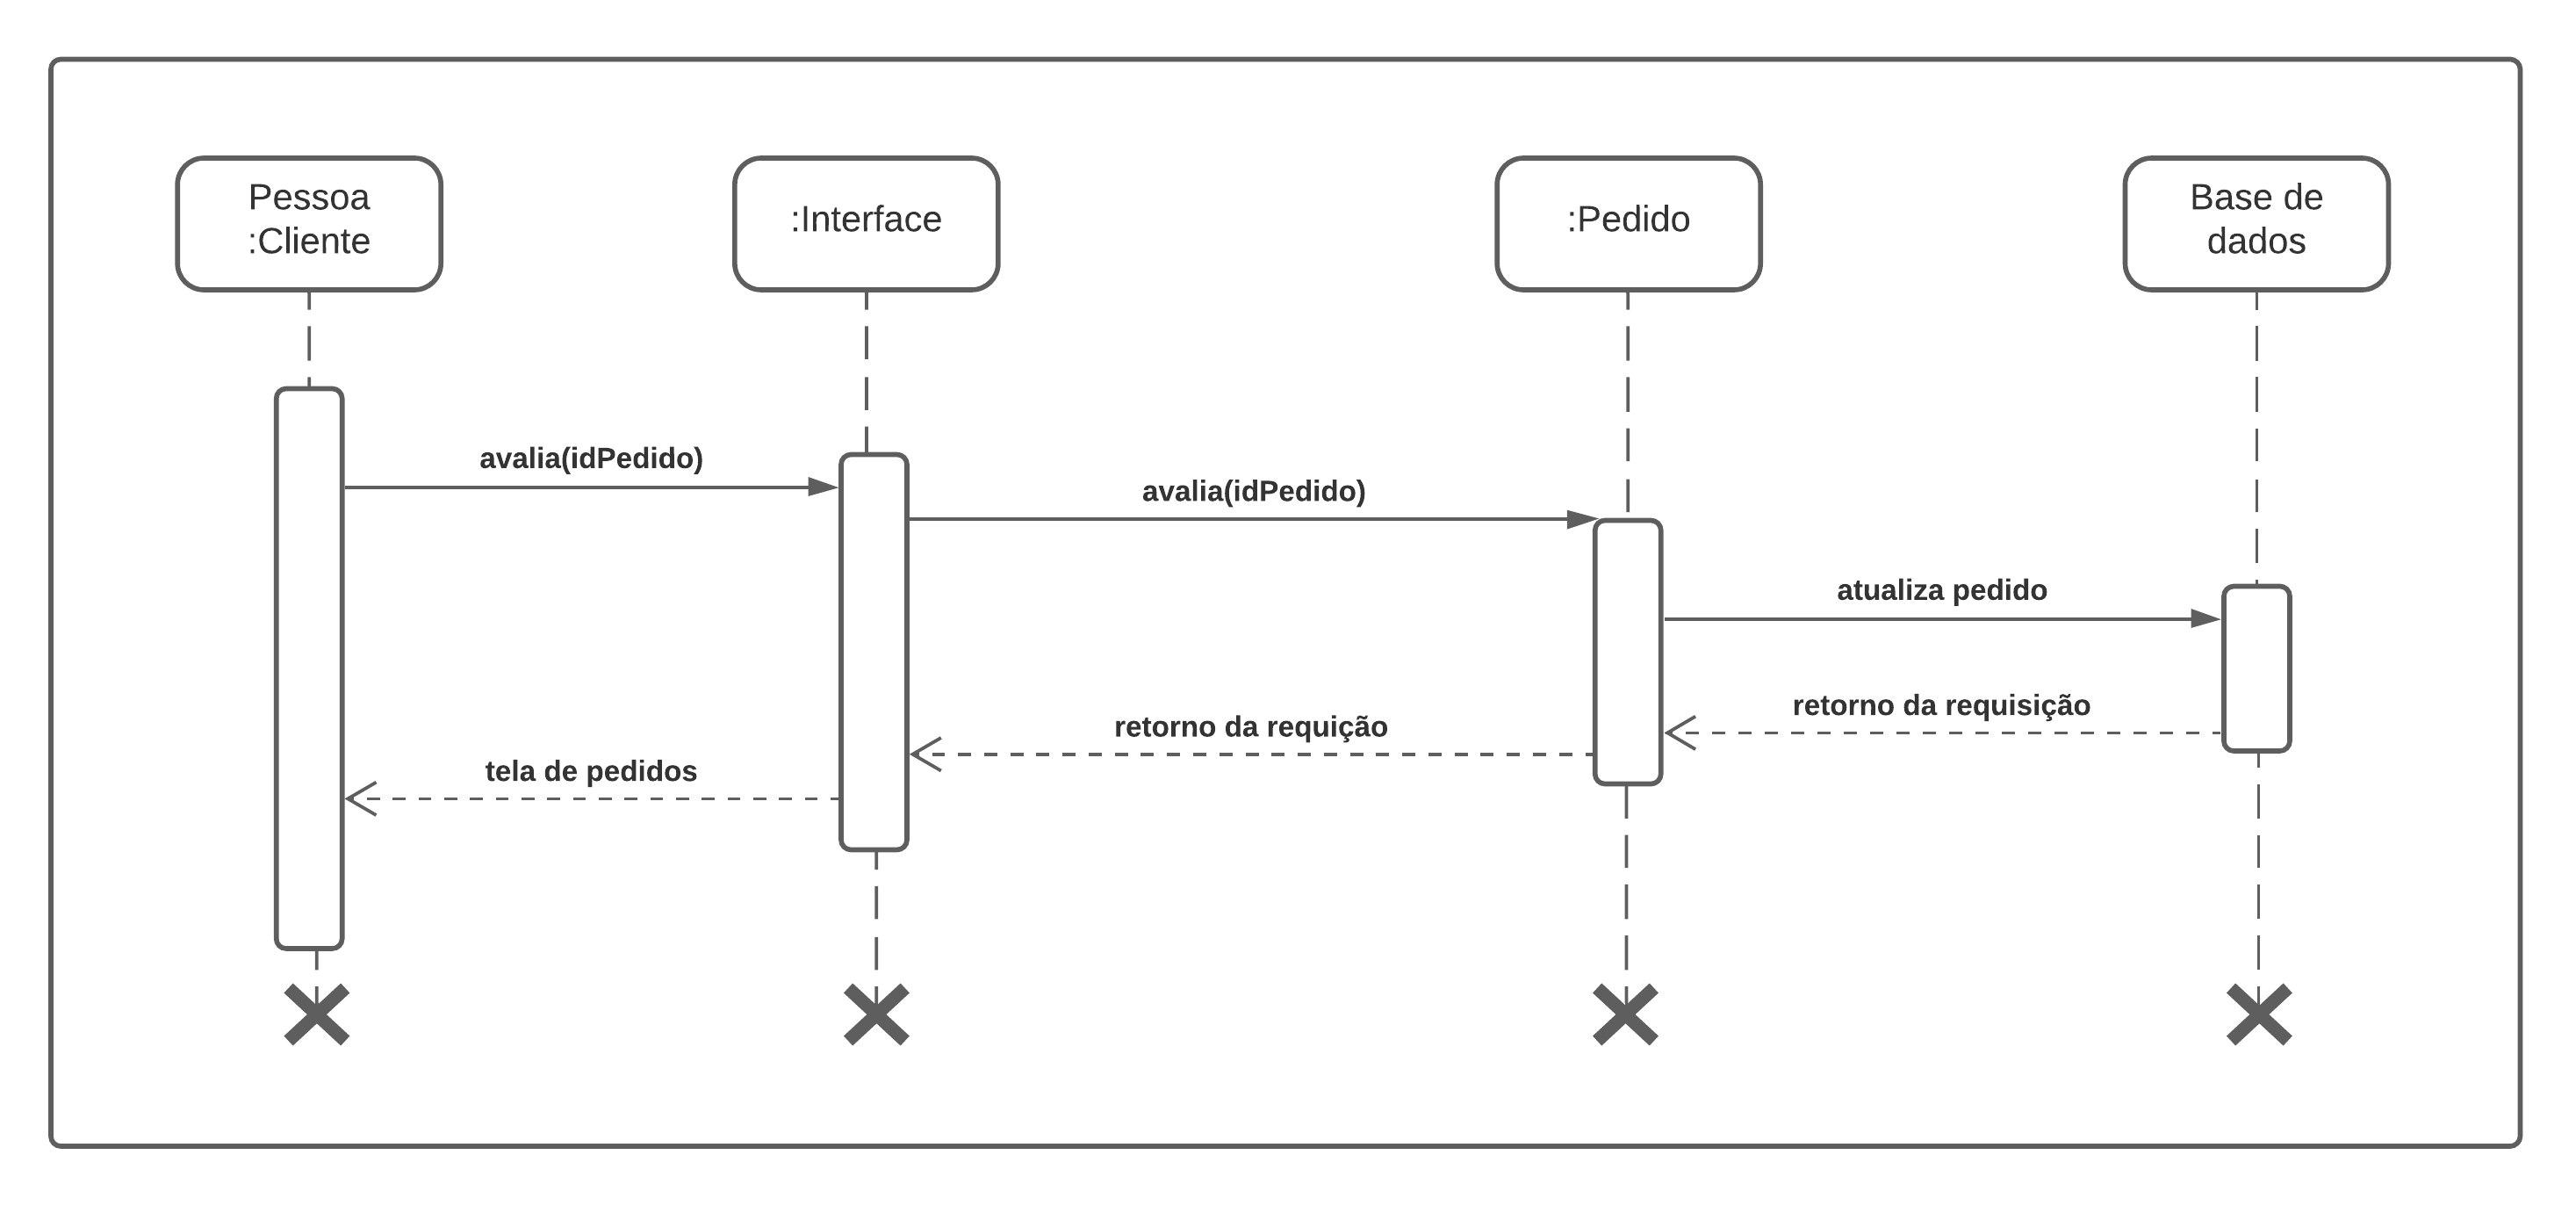 Pessoa
:Cliente
:Interface
:Pedido
Base de
dados
avalia(idPedido)
avalia(idPedido)
atualiza pedido
retorno da requisição
retorno da requição
tela de pedidos